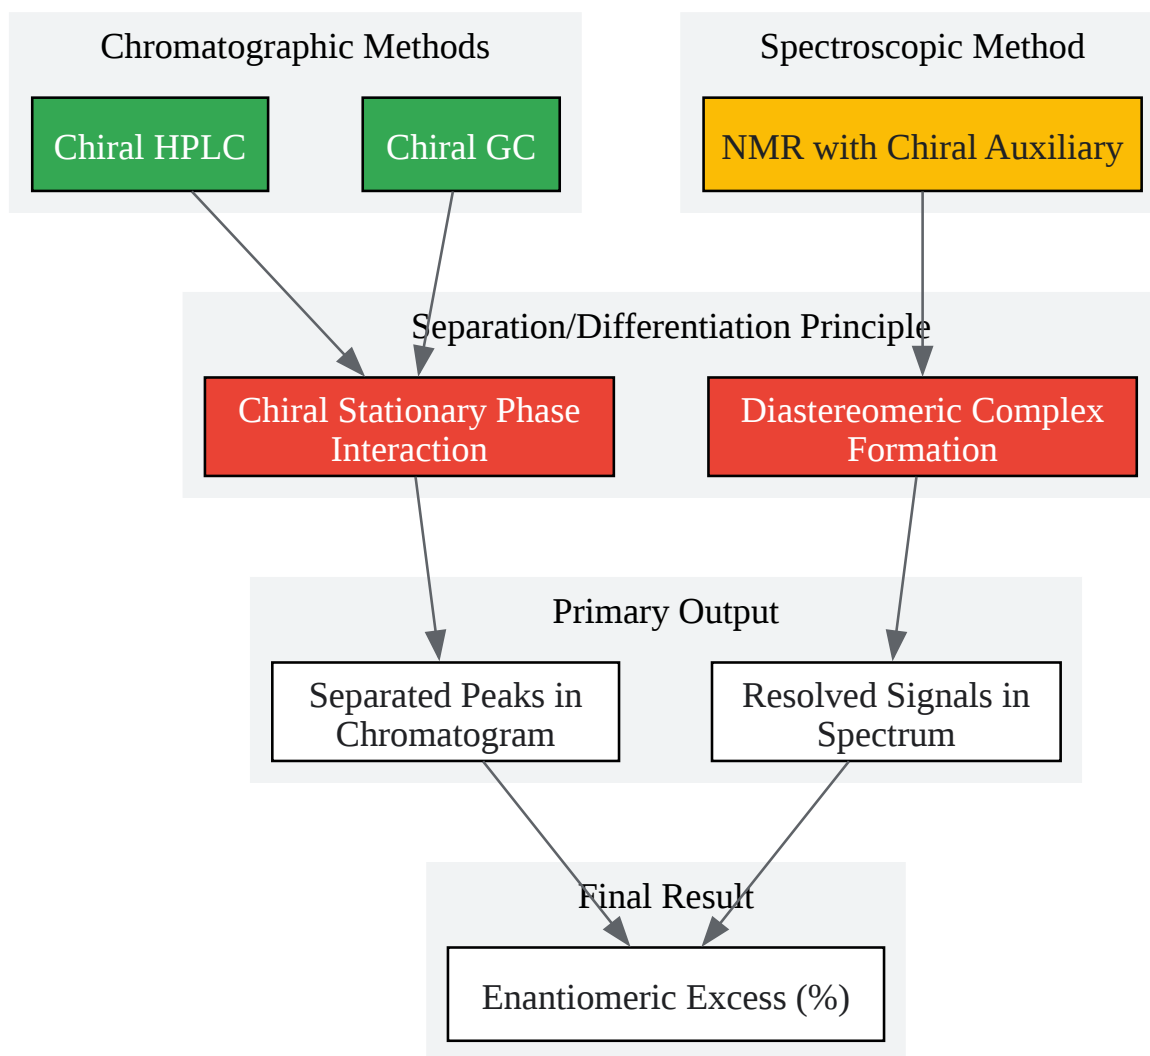 Chromatographic Methods
Spectroscopic Method
Chiral HPLC
Chiral GC
NMR with Chiral Auxiliary
Separation/Differentiation Principle
Chiral Stationary Phase
Interaction
Diastereomeric Complex
Formation
Primary Output
Separated Peaks in
Chromatogram
Resolved Signals in
Spectrum
Final Result
Enantiomeric Excess (%)